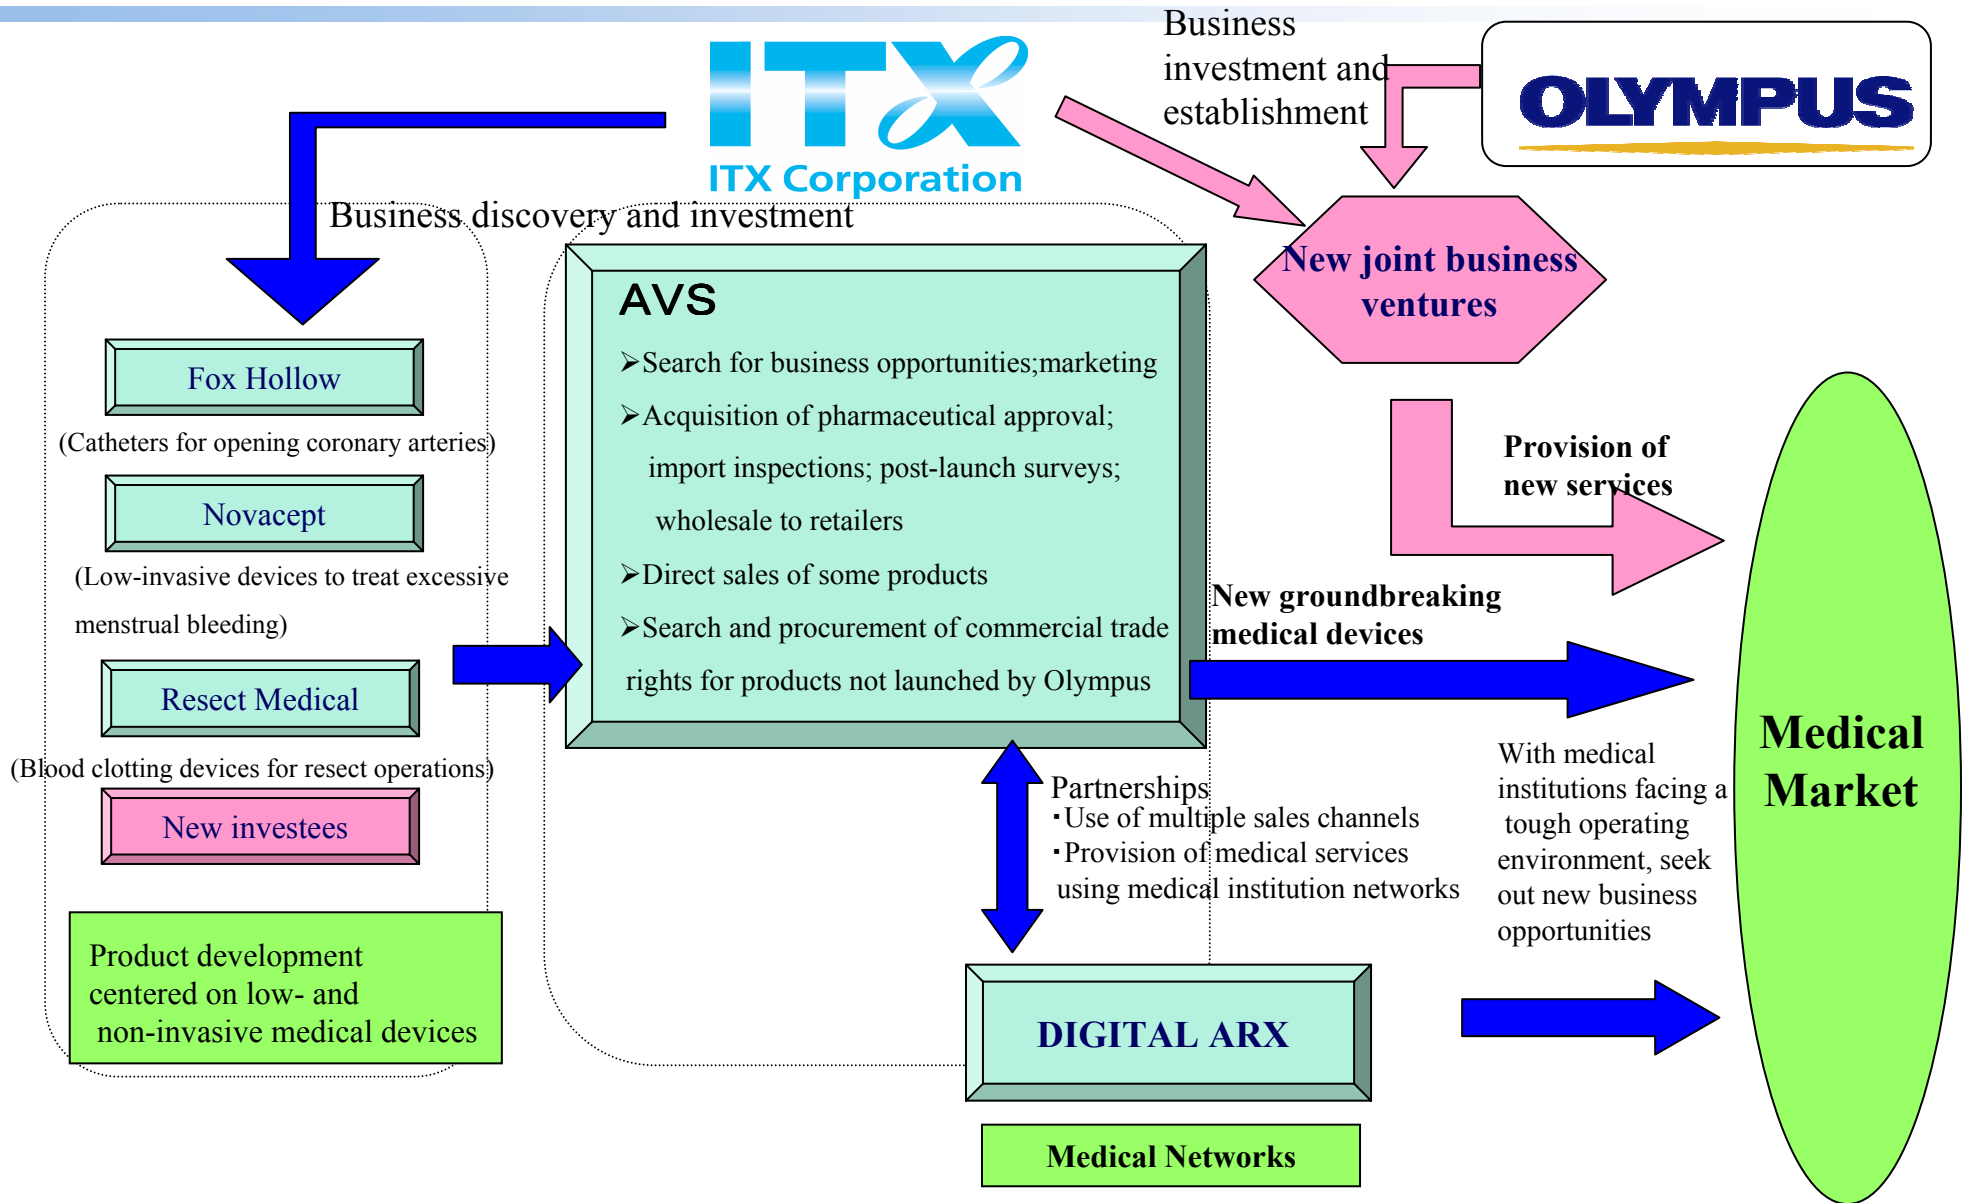 Business
investment and
establishment
ITX
ITX Corporation
OLYMPUS
Business discovery and investment
New joint business
ventures
Fox Hollow
(Catheters for opening coronary arteries)
Novacept
(Low-invasive devices to treat excessive
menstrual bleeding)
Resect Medical
(Blood clotting devices for resect operations)
New investees
Product development
centered on low- and
non-invasive medical devices
AVS
➢Search for business opportunities;marketing
➢Acquisition of pharmaceutical approval;
import inspections; post-launch surveys;
wholesale to retailers
➢Direct sales of some products
➢Search and procurement of commercial trade
rights for products not launched by Olympus
Provision of
new services
New groundbreaking
medical devices
Partnerships
・Use of multiple sales channels
・Provision of medical services
using medical institution networks
With medical
institutions facing a
tough operating
environment, seek
out new business
opportunities
DIGITAL ARX
Medical Networks
Medical
Market